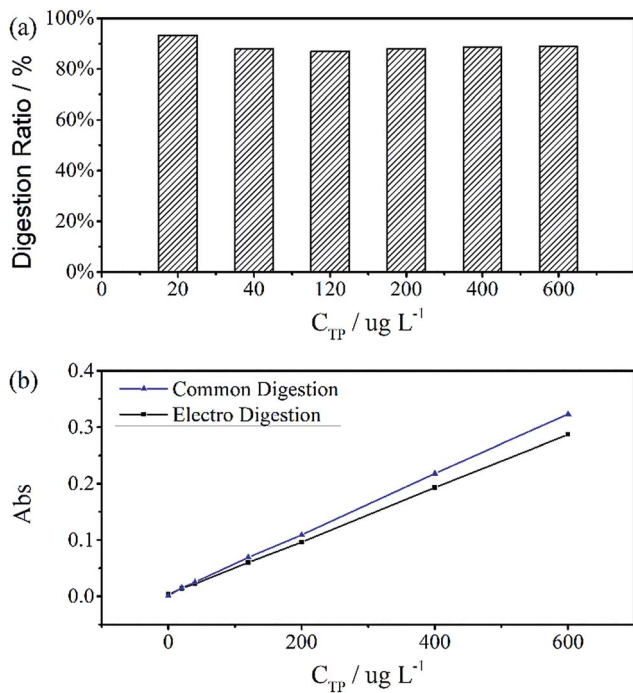 (a)
100%
80%
60%
40%
20%
0%
Digestion Ratio / %
0 20 40 120 200 400 600
C_TP / ug L⁻¹
(b)
0.4
0.3
0.2
0.1
0.0
Abs
Common Digestion
Electro Digestion
0 200 400 600
C_TP / ug L⁻¹